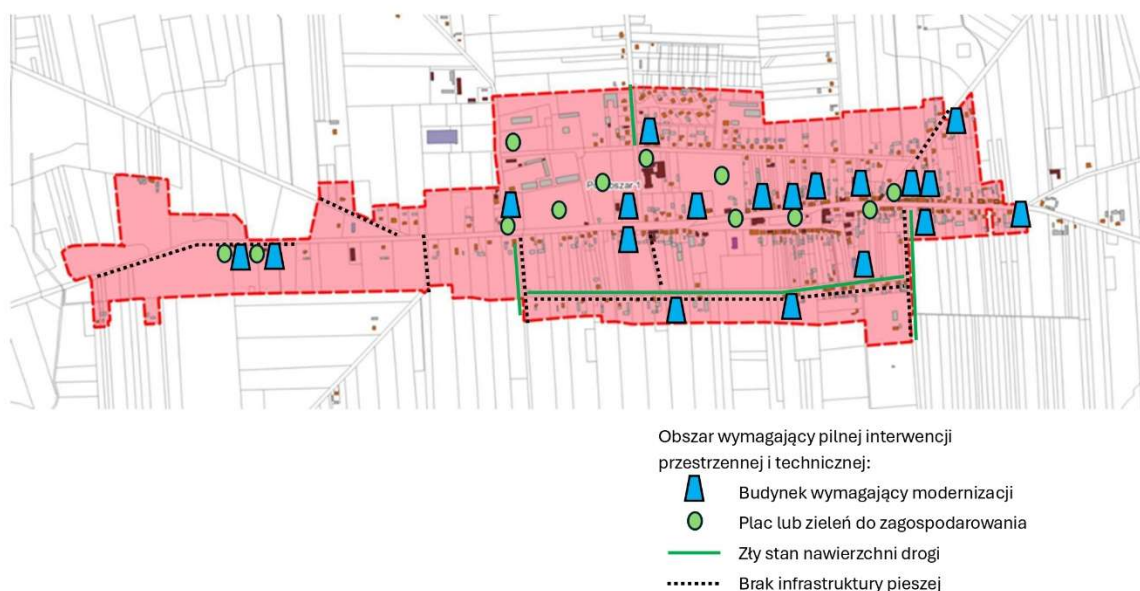 Obszar wymagający pilnej interwencji
przestrzennej i technicznej:
Budynek wymagający modernizacji
Plac lub zieleń do zagospodarowania
Zły stan nawierzchni drogi
Brak infrastruktury pieszej